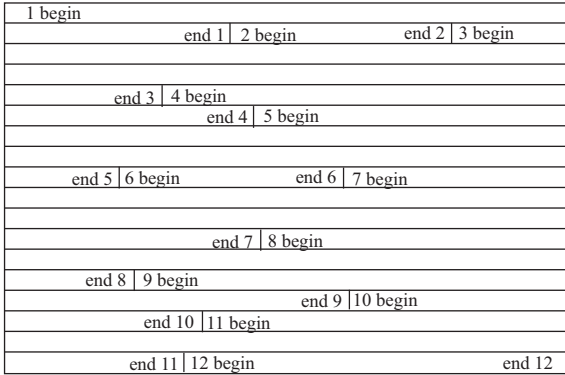 1 begin
end 1 2 begin end 2 3 begin
end 3 4 begin
end 4 5 begin
end 5 6 begin end 6 7 begin
end 7 8 begin
end 8 9 begin
end 9 10 begin
end 10 11 begin
end 11 12 begin end 12